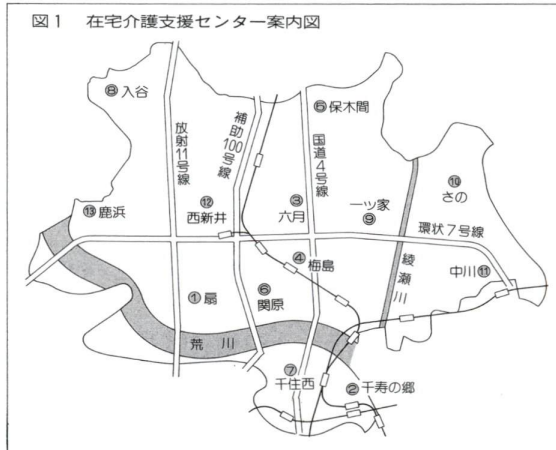 図1 在宅介護支援センター案内図
⑧入谷
放射11号線
補助100号線
国道4号線
⑤保木間
⑩
さの
⑬鹿浜
⑫
西新井
③
六月
一ツ家
⑨
環状7号線
綾瀬川
中川⑪
④梅島
①扇
⑥
関原
荒川
⑦
千住西
②千寿の郷